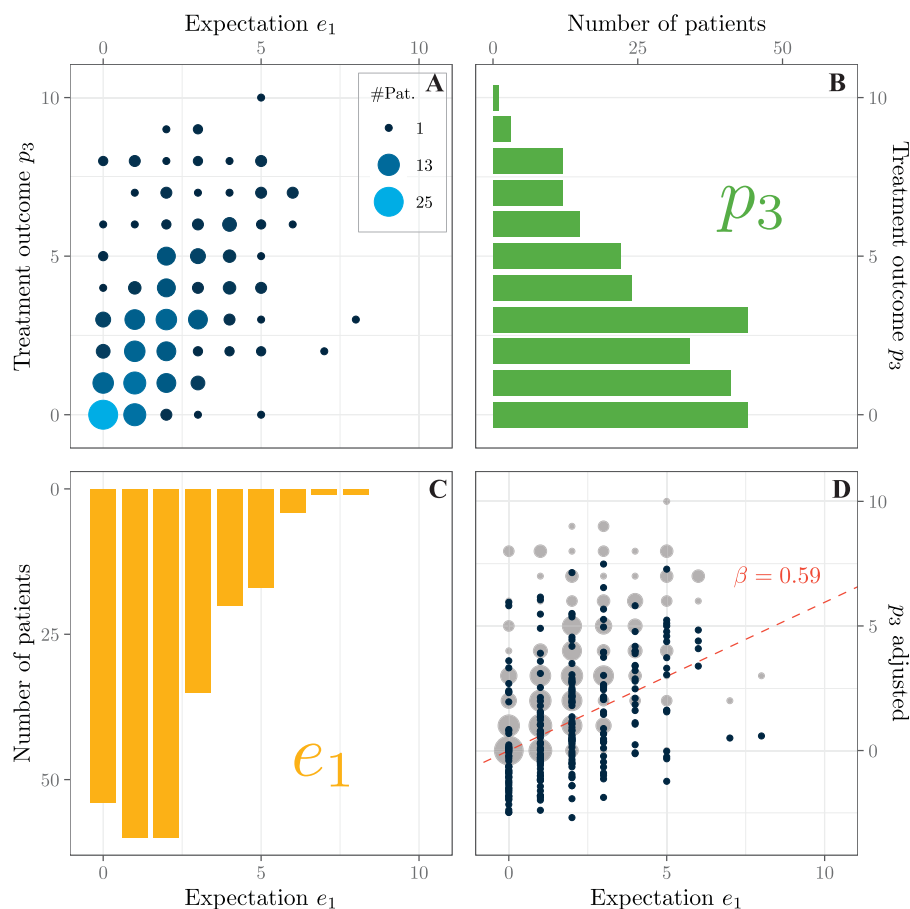 Expectation e₁
0 5 10
A
#Pat.
1
13
25
Treatment outcome p₃
10
5
0
Number of patients
0 25 50
B
p₃
10
5
0
Treatment outcome p₃
C
e₁
Number of patients
0
25
50
0 5 10
Expectation e₁
D
β = 0.59
10
5
0
p₃ adjusted
0 5 10
Expectation e₁